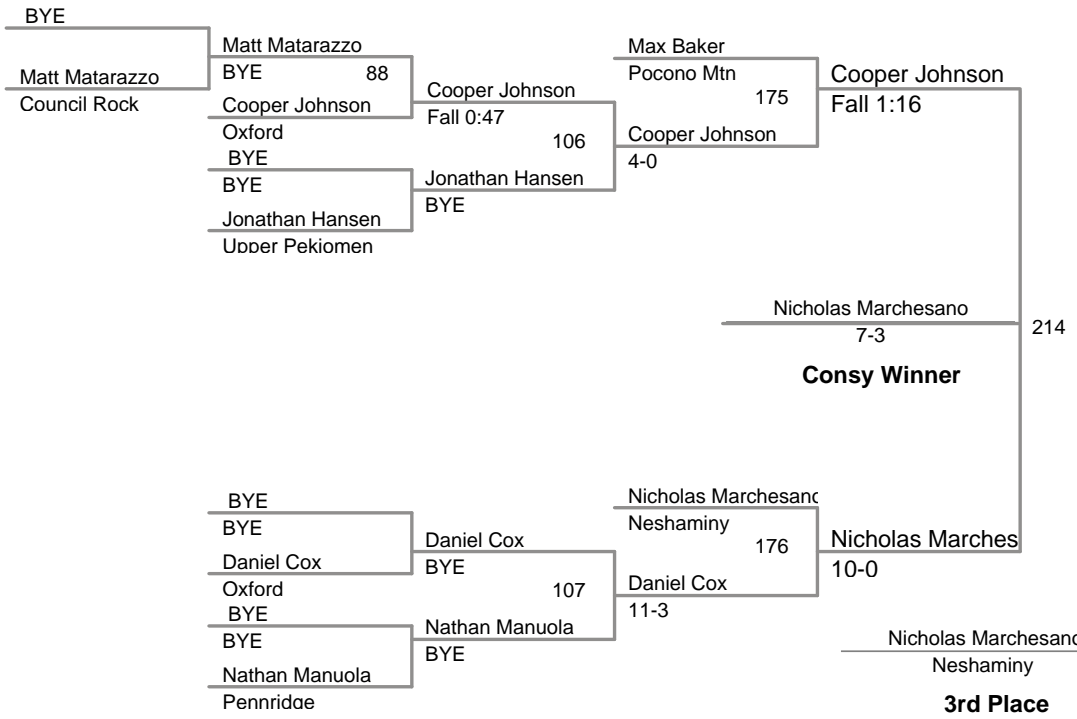 BYE
Matt Matarazzo
Council Rock
Matt Matarazzo
BYE
88
Cooper Johnson
Oxford
BYE
BYE
Jonathan Hansen
Upper Pekiomen
Cooper Johnson
Fall 0:47
106
Jonathan Hansen
BYE
Max Baker
Pocono Mtn
175
Cooper Johnson
4-0
Cooper Johnson
Fall 1:16
Nicholas Marchesano
7-3
Consy Winner
214
BYE
BYE
Daniel Cox
Oxford
BYE
BYE
Nathan Manuola
Pennridge
Daniel Cox
BYE
107
Nathan Manuola
BYE
Nicholas Marchesano
Neshaminy
176
Daniel Cox
11-3
Nicholas Marches
10-0
Nicholas Marchesano
Neshaminy
3rd Place